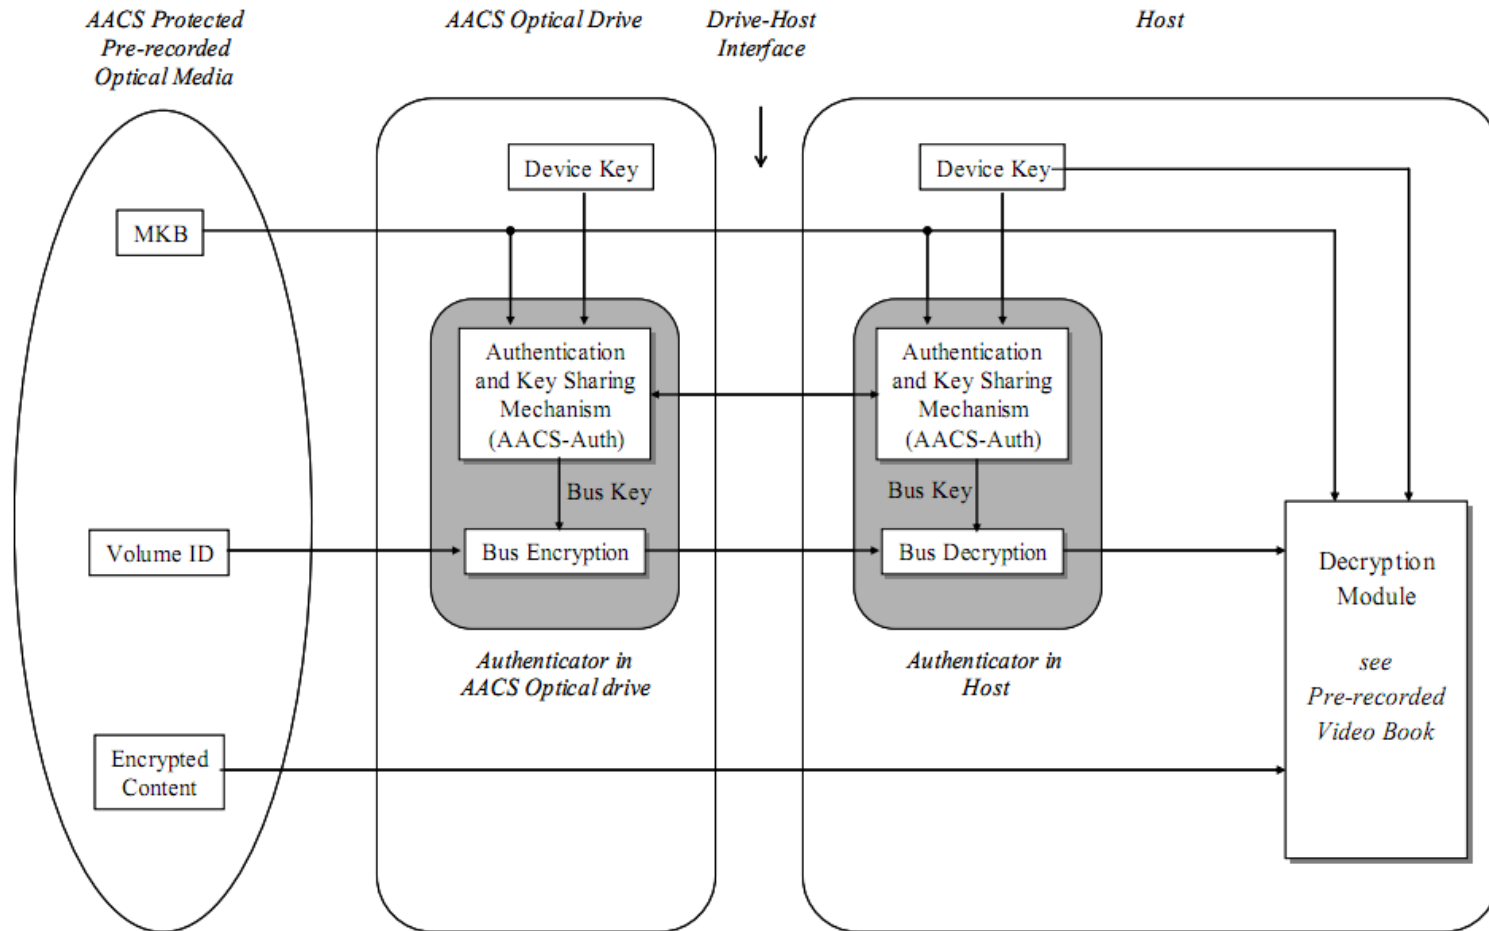 AACS Protected
Pre-recorded
Optical Media
AACS Optical Drive
Drive-Host
Interface
Host
Device Key
Device Key
MKB
Authentication
and Key Sharing
Mechanism
(AACS-Auth)
Authentication
and Key Sharing
Mechanism
(AACS-Auth)
Bus Key
Bus Key
Volume ID
Bus Encryption
Bus Decryption
Decryption
Module
see
Pre-recorded
Video Book
Authenticator in
AACS Optical drive
Authenticator in
Host
Encrypted
Content